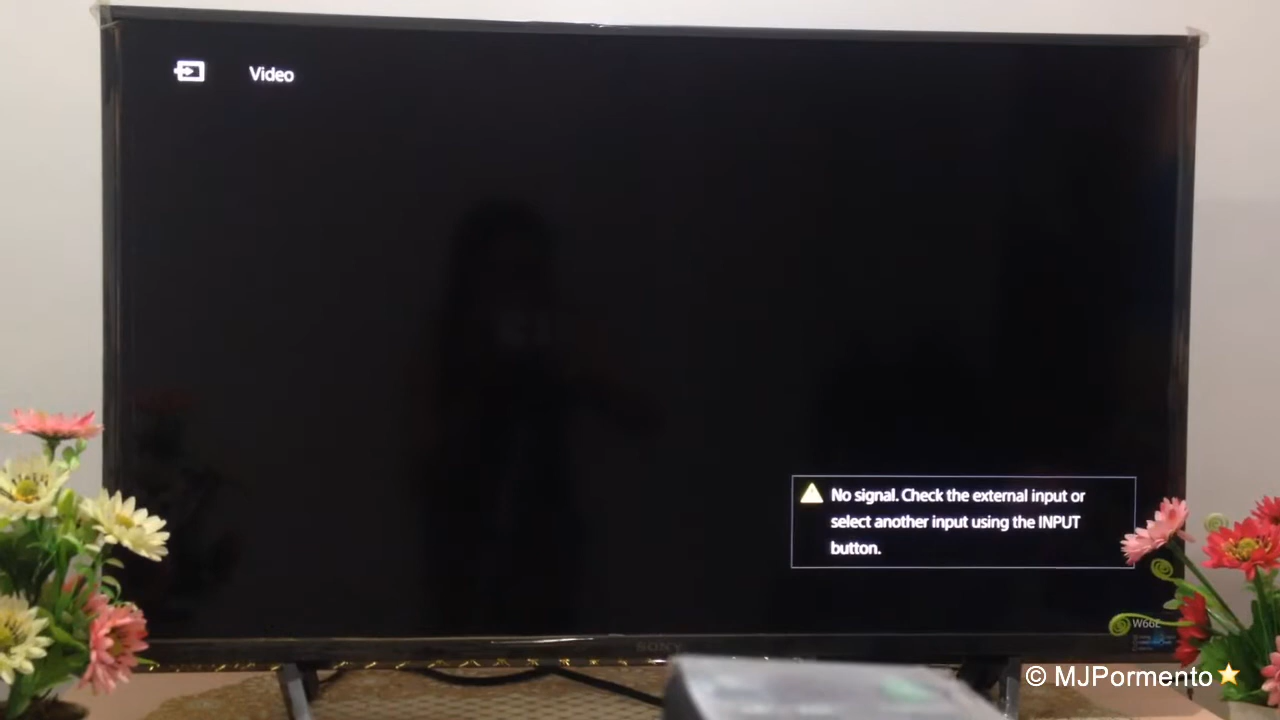 Video
No signal. Check the external input or
select another input using the INPUT
button.
W66E
SONY
© MJPormento